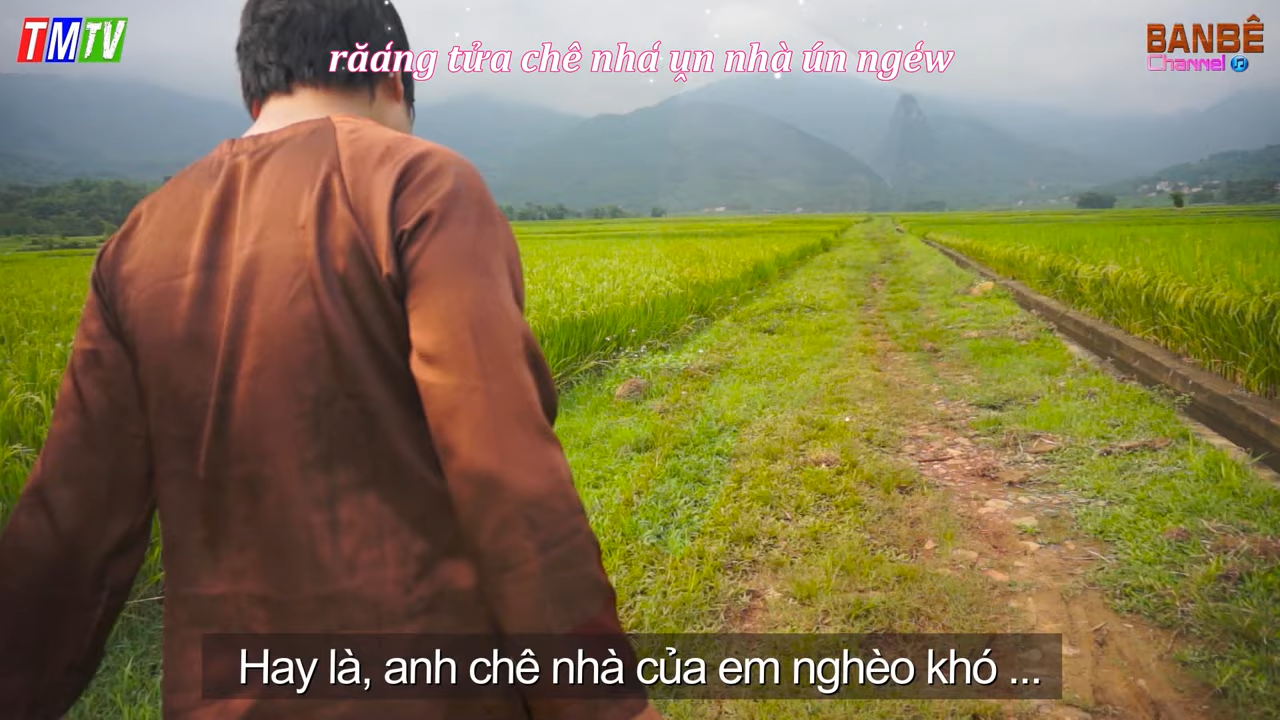 TMTV
BANBÊ
Channel
răáng tửa chê nhá ụn nhà ún ngéw
Hay là, anh chê nhà của em nghèo khó ...